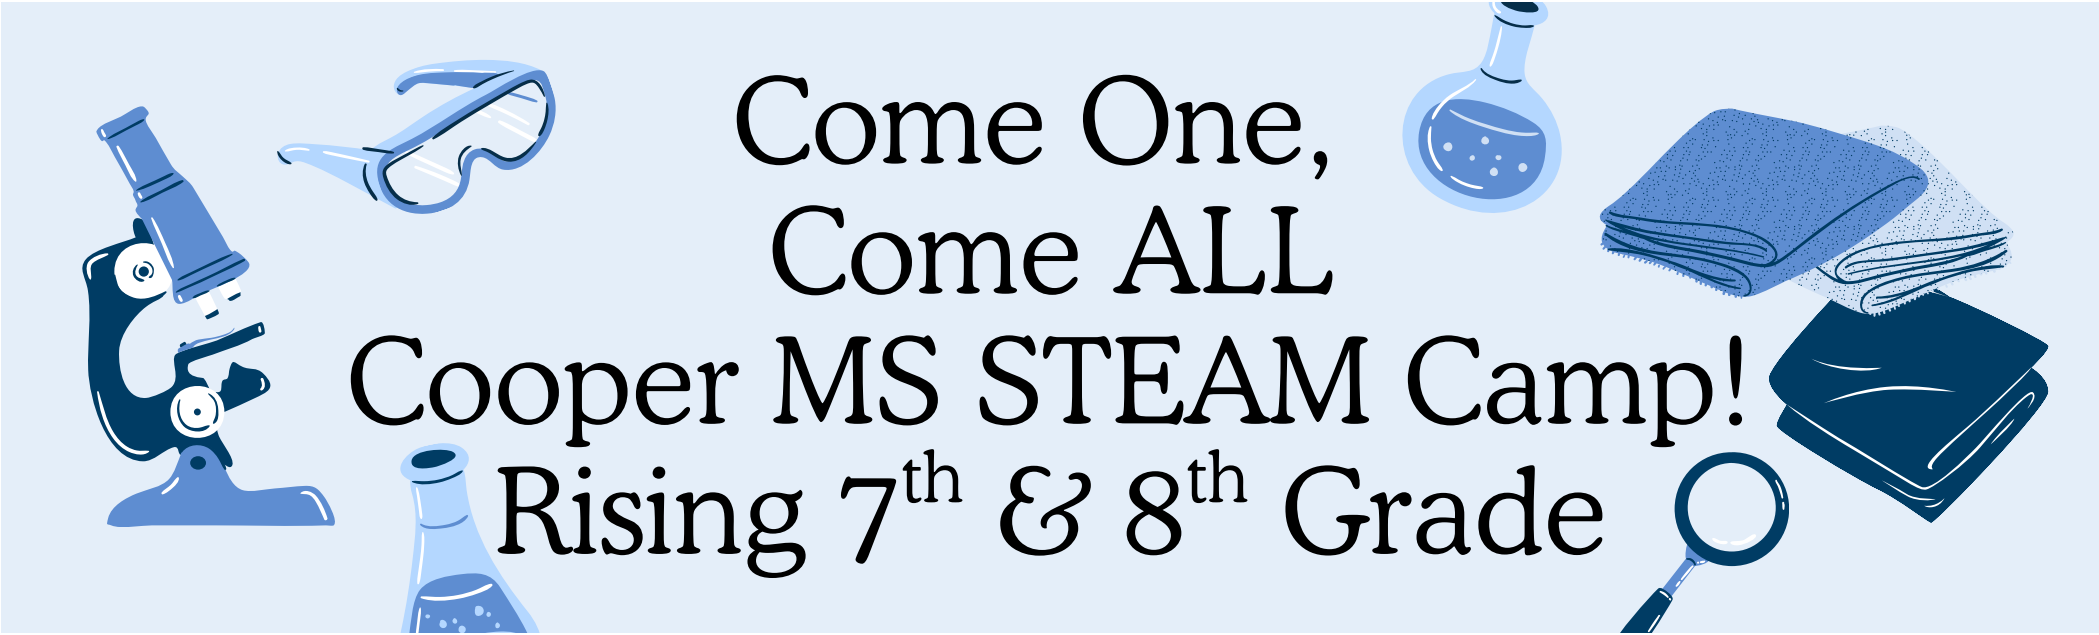 Come One,
Come ALL
Cooper MS STEAM Camp!
Rising 7th & 8th Grade